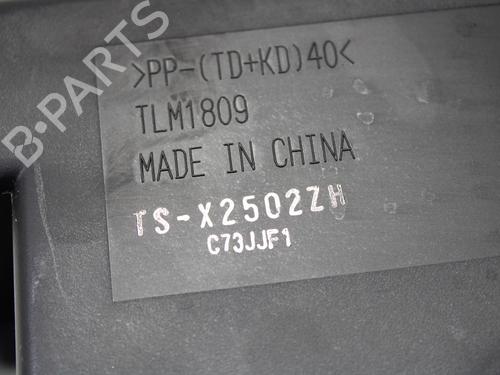 >PP-(TD+KD)40<
TLM1809
MADE IN CHINA
TS-X2502ZH
C73JJF1
B-PARTS